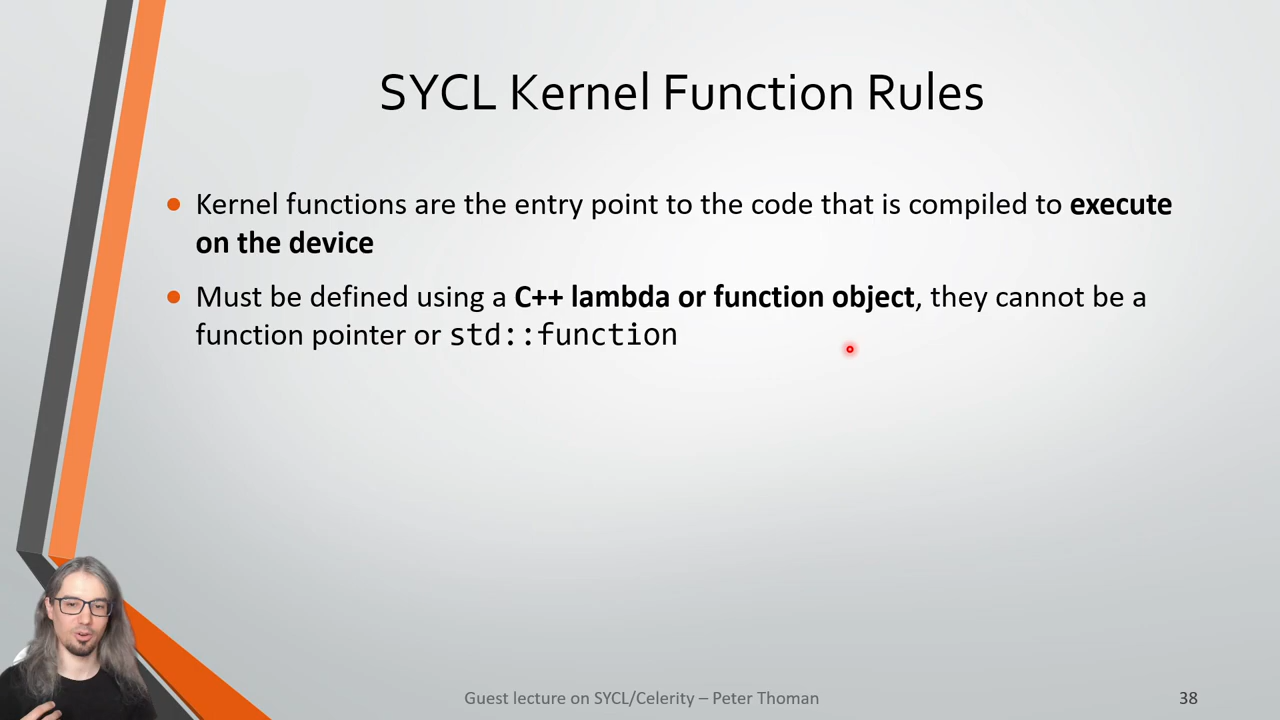 SYCL Kernel Function Rules
Kernel functions are the entry point to the code that is compiled to execute
on the device
Must be defined using a C++ lambda or function object, they cannot be a
function pointer or std::function
Guest lecture on SYCL/Celerity – Peter Thoman
38